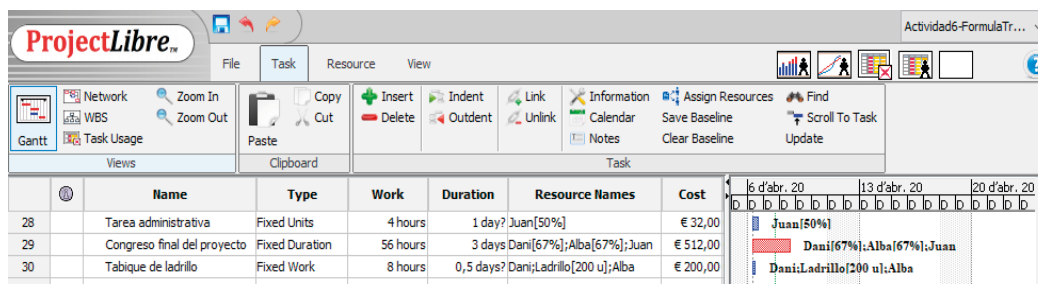 Actividad6-FormulaTr...
ProjectLibre™
File Task Resource View
Gantt
Network
WBS
Task Usage
Zoom In
Zoom Out
Views
Paste
Copy
Cut
Clipboard
Insert
Delete
Indent
Outdent
Link
Unlink
Information
Calendar
Notes
Assign Resources
Save Baseline
Clear Baseline
Find
Scroll To Task
Update
Task
Name Type Work Duration Resource Names Cost
6 d'abr. 20 13 d'abr. 20 20 d'abr. 20
D D D D D D D D D D D D D D D D D D D
28 Tarea administrativa Fixed Units 4 hours 1 day? Juan[50%] € 32,00
Juan[50%]
29 Congreso final del proyecto Fixed Duration 56 hours 3 days Dani[67%];Alba[67%];Juan € 512,00
Dani[67%];Alba[67%];Juan
30 Tabique de ladrillo Fixed Work 8 hours 0,5 days? Dani;Ladrillo[200 u];Alba € 200,00
Dani;Ladrillo[200 u];Alba